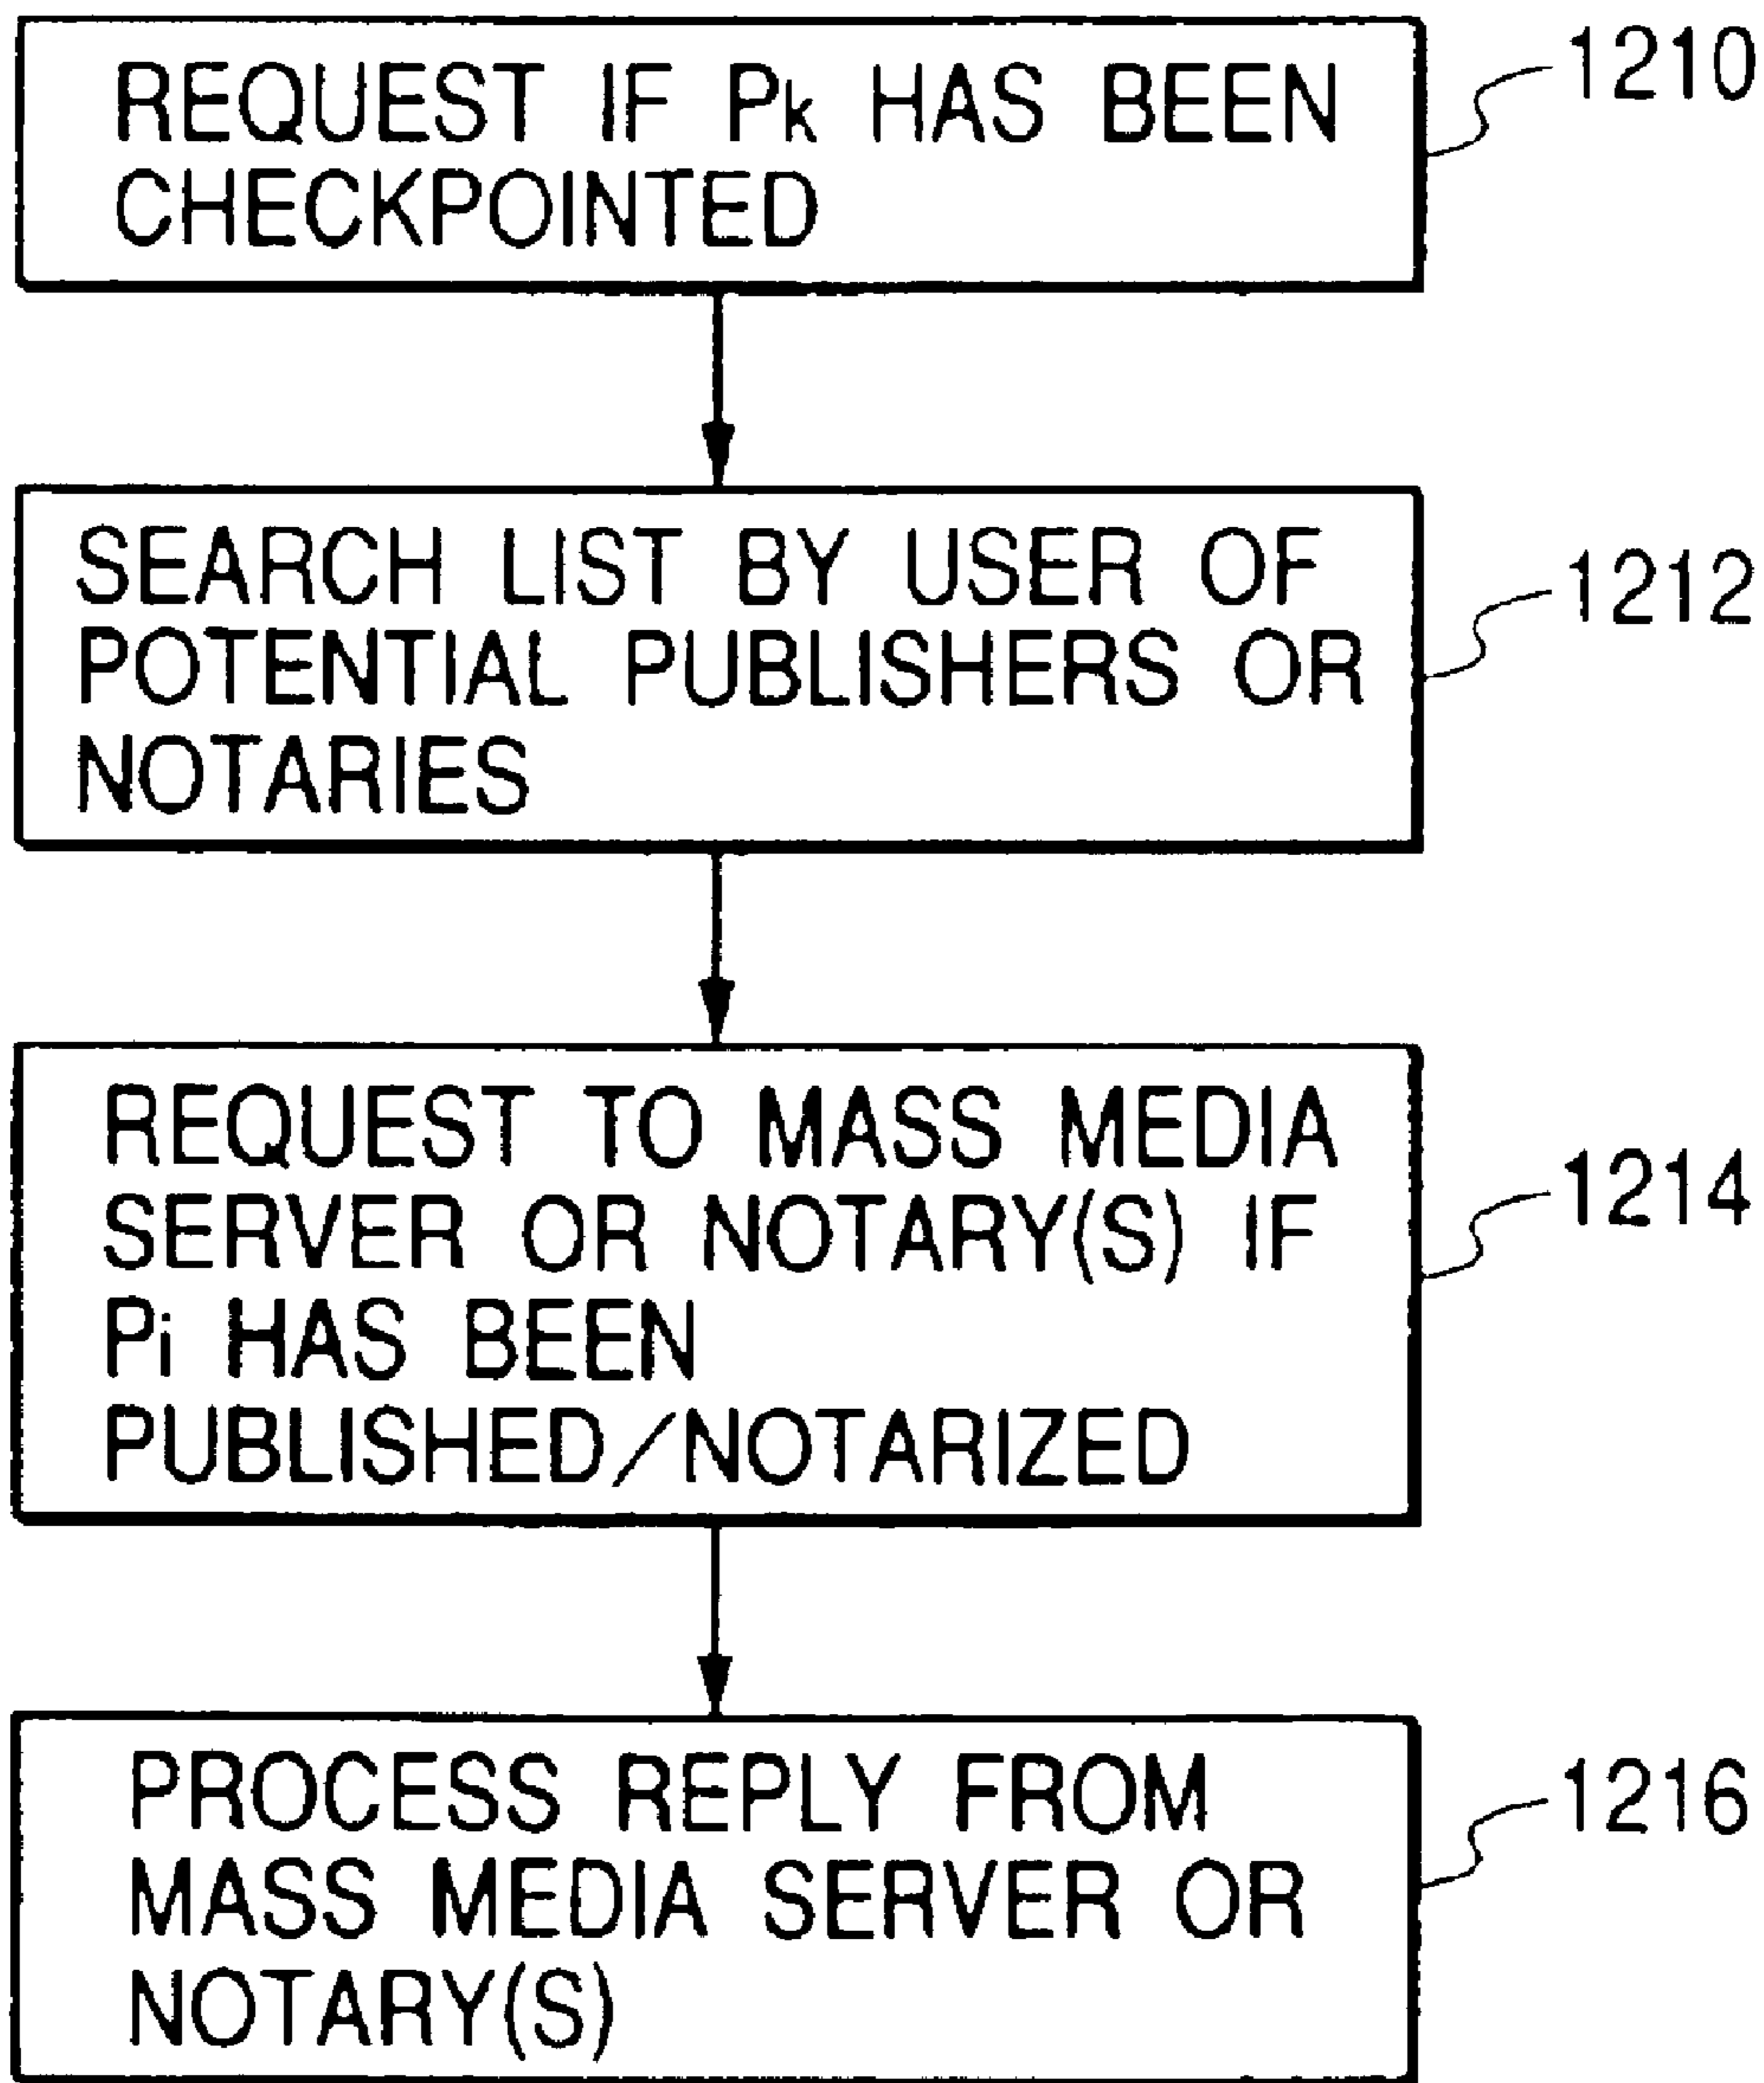 REQUEST IF Pk HAS BEEN
CHECKPOINTED
1210
SEARCH LIST BY USER OF
POTENTIAL PUBLISHERS OR
NOTARIES
1212
REQUEST TO MASS MEDIA
SERVER OR NOTARY(S) IF
Pi HAS BEEN
PUBLISHED/NOTARIZED
1214
PROCESS REPLY FROM
MASS MEDIA SERVER OR
NOTARY(S)
1216